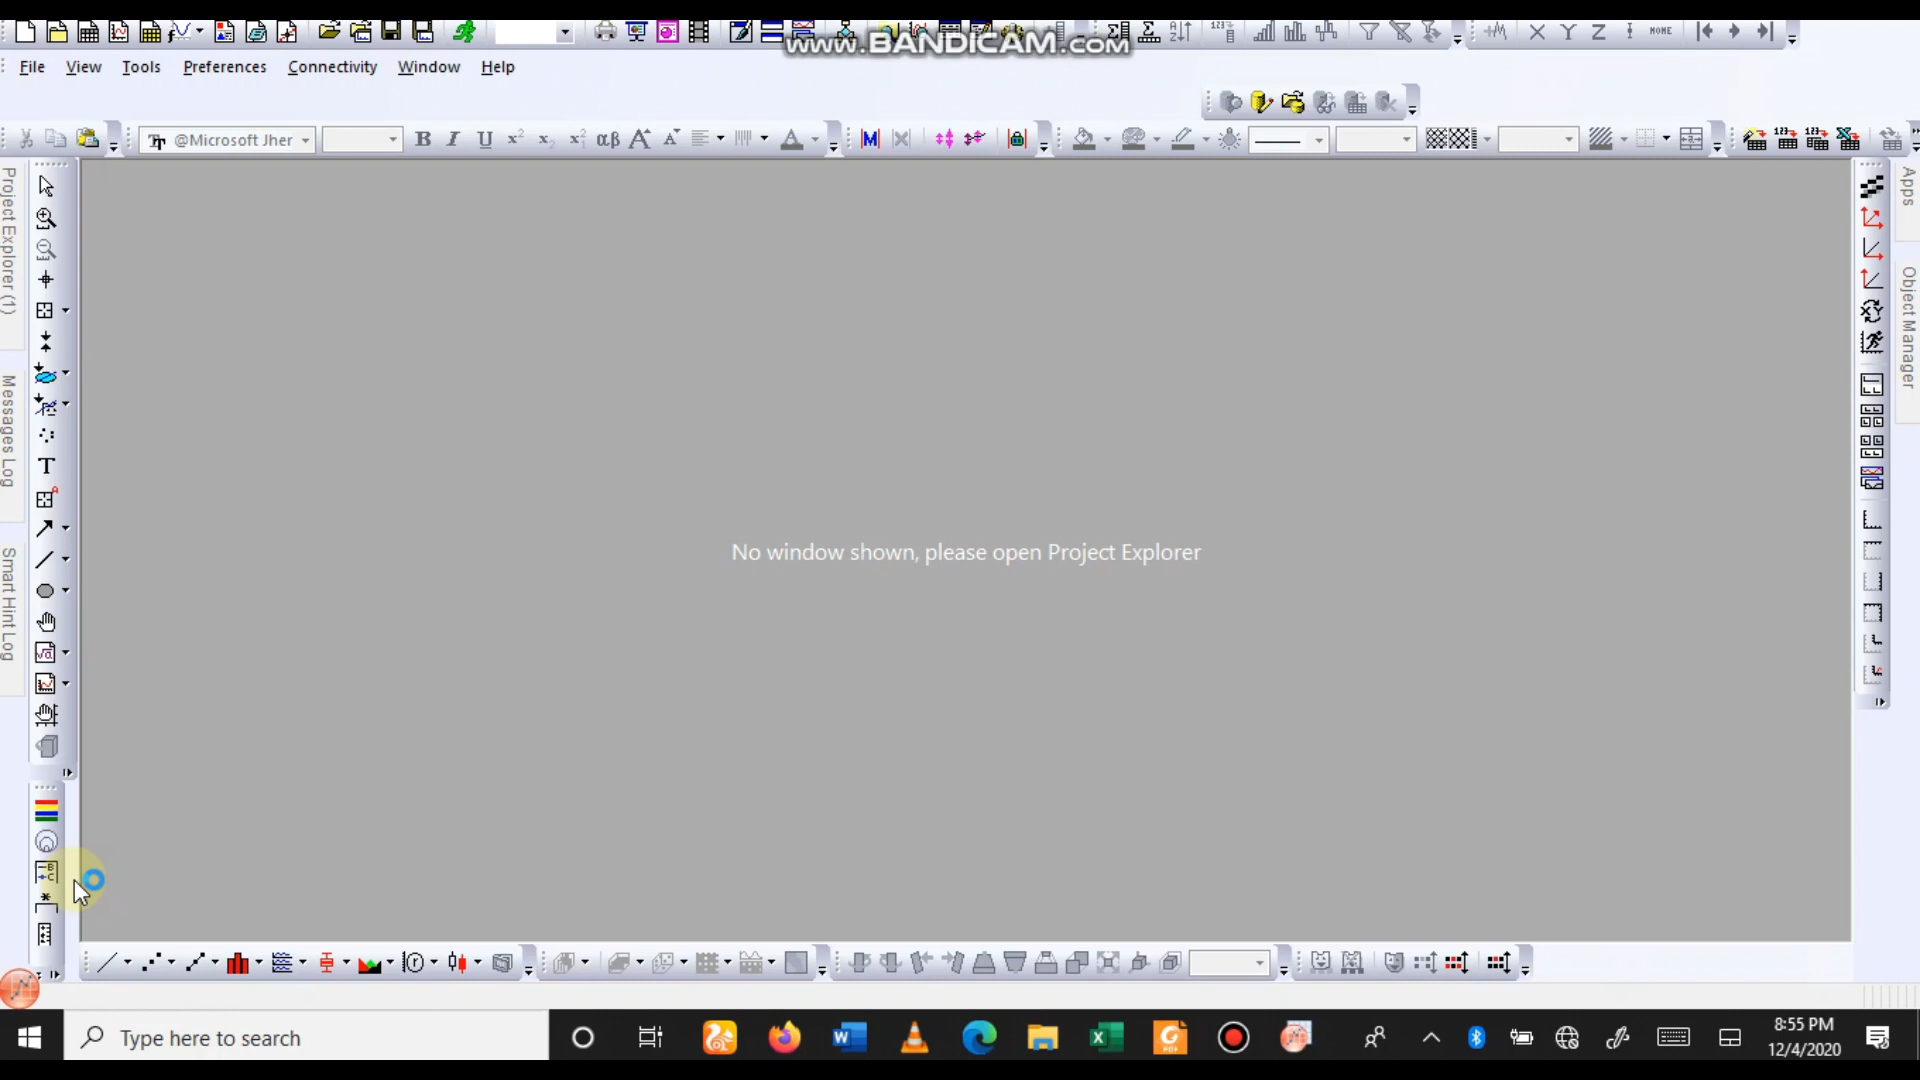 www.BANDICAM.com
File View Tools Preferences Connectivity Window Help
@Microsoft Jher
B I U
Project Explorer (1)
Messages Log
Smart Hint Log
Apps
Object Manager
No window shown, please open Project Explorer
Type here to search
8:55 PM
12/4/2020